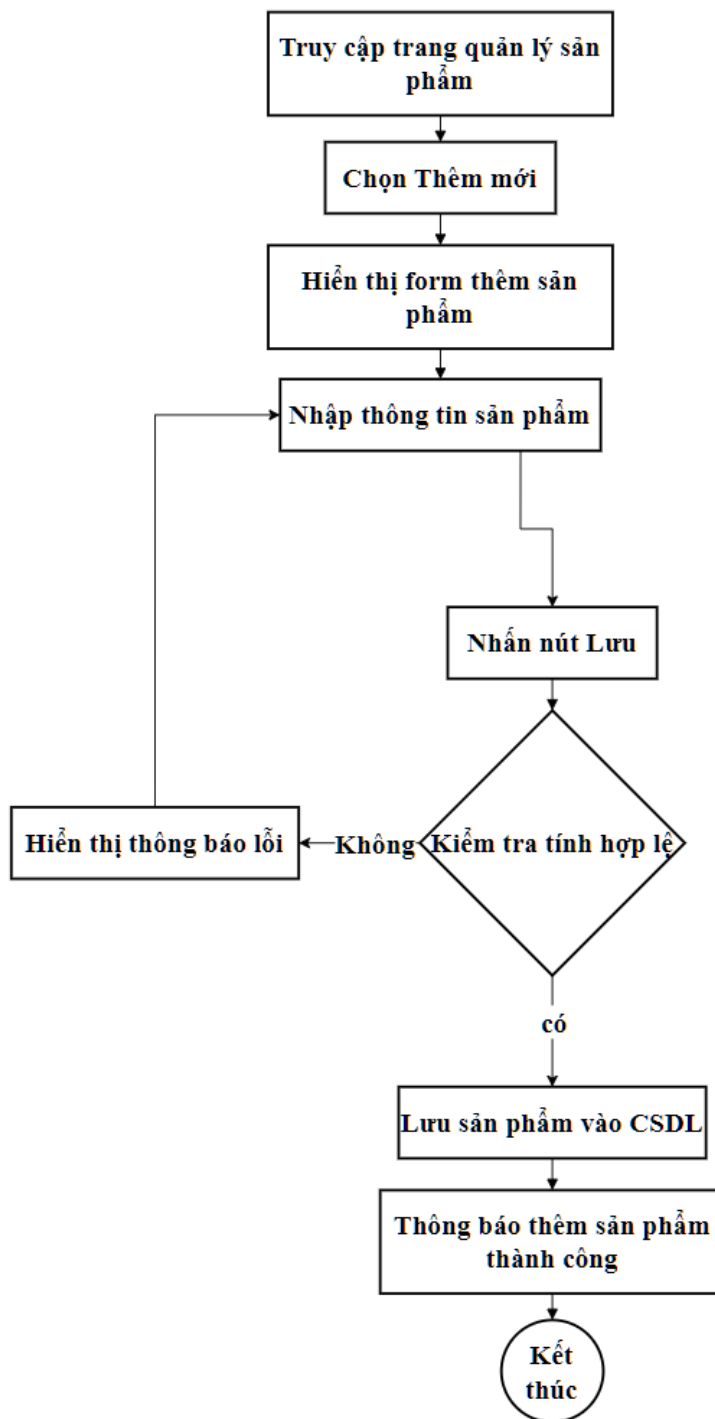 Truy cập trang quản lý sản
phẩm
Chọn Thêm mới
Hiển thị form thêm sản
phẩm
Nhập thông tin sản phẩm
Nhấn nút Lưu
Hiển thị thông báo lỗi
Không
Kiểm tra tính hợp lệ
có
Lưu sản phẩm vào CSDL
Thông báo thêm sản phẩm
thành công
Kết
thúc